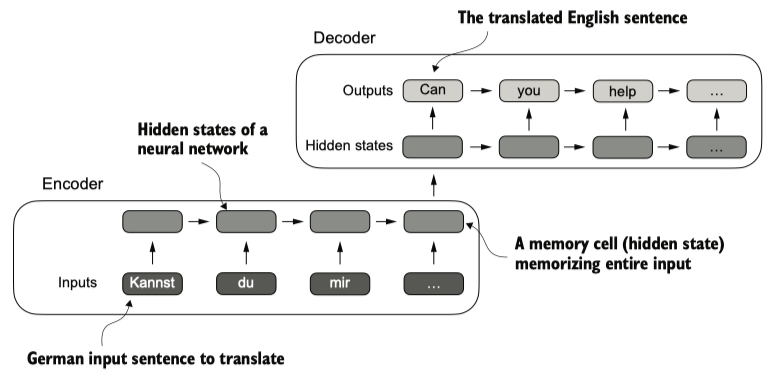 The translated English sentence
Decoder
Outputs Can you help ...
Hidden states of a
neural network
Hidden states ...
Encoder
A memory cell (hidden state)
memorizing entire input
Inputs Kannst du mir ...
German input sentence to translate